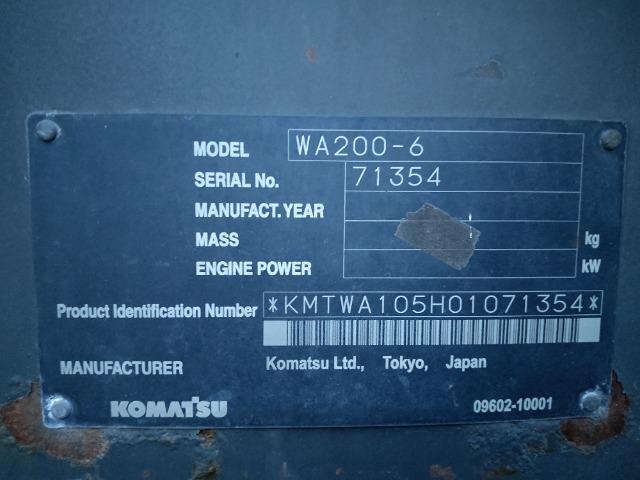 MODEL WA200-6
SERIAL No. 71354
MANUFACT.YEAR
MASS kg
ENGINE POWER kW
Product Identification Number *KMTWA105H01071354*
MANUFACTURER Komatsu Ltd., Tokyo, Japan
KOMATSU 09602-10001